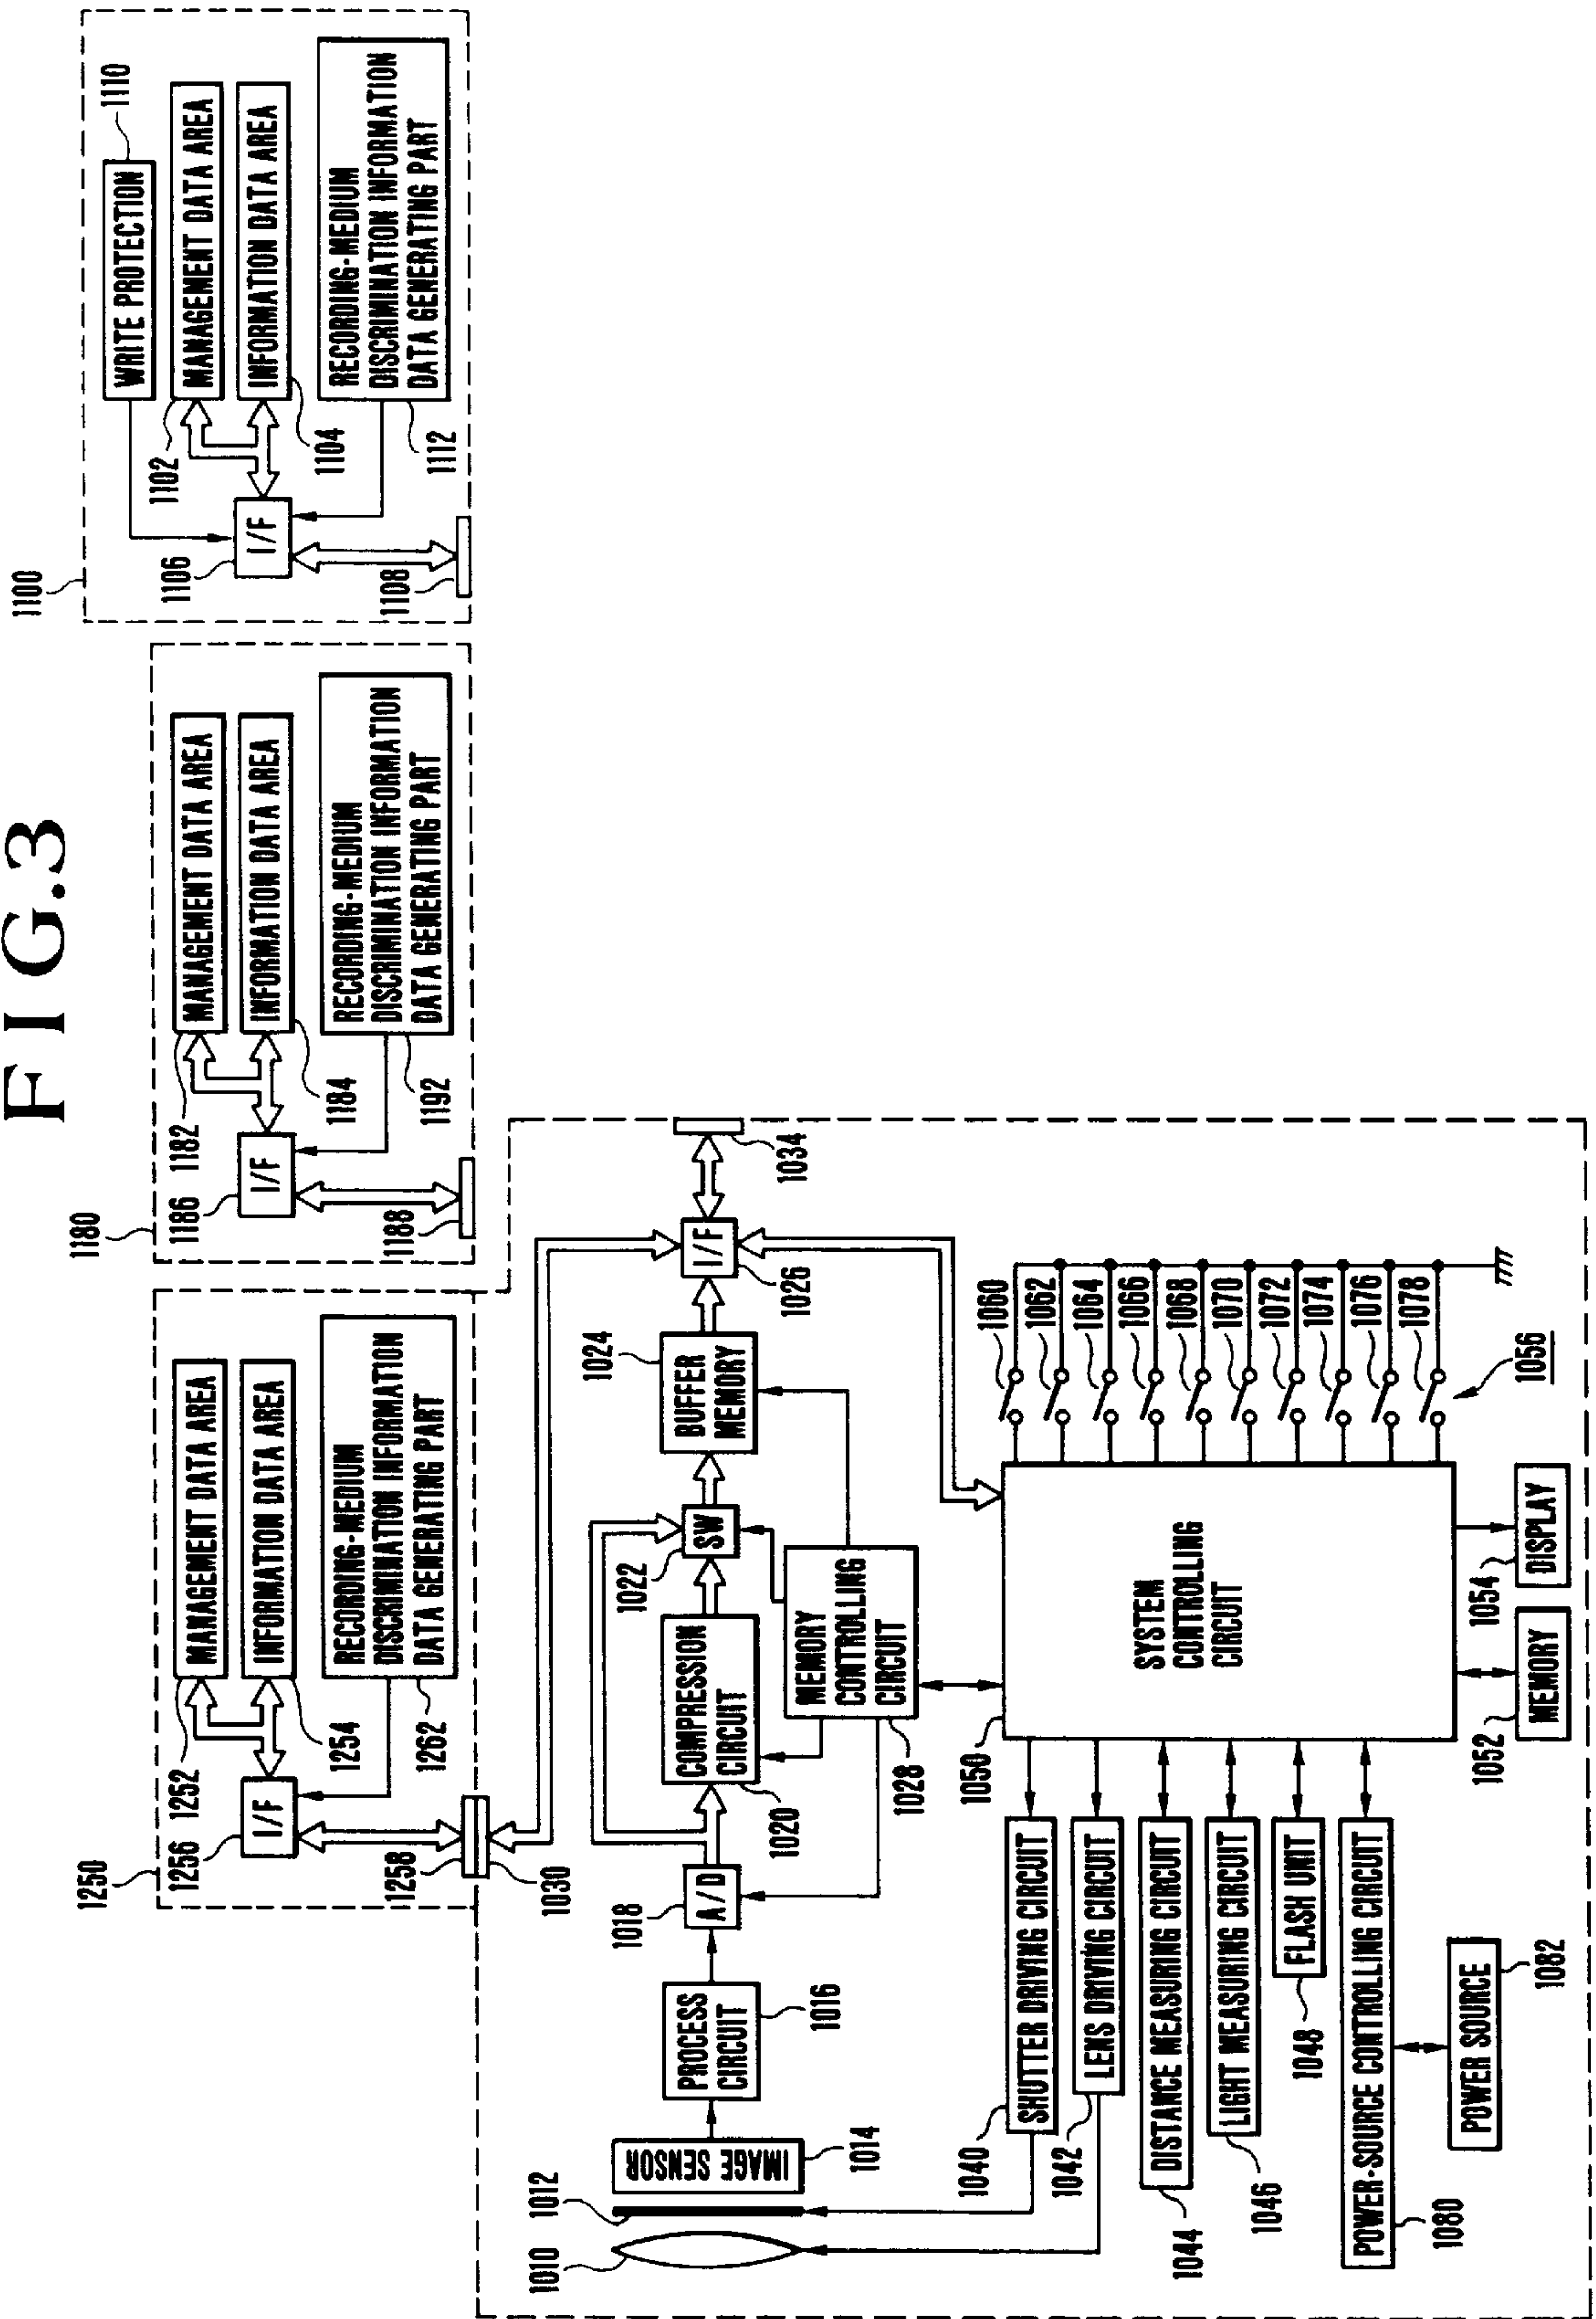 FIG.3
1250
1256
I/F
1252
MANAGEMENT DATA AREA
INFORMATION DATA AREA
1254
RECORDING-MEDIUM
DISCRIMINATION INFORMATION
DATA GENERATING PART
1262
1258
1030
1180
1186
I/F
1182
MANAGEMENT DATA AREA
INFORMATION DATA AREA
1184
RECORDING-MEDIUM
DISCRIMINATION INFORMATION
DATA GENERATING PART
1192
1188
1100
1106
I/F
WRITE PROTECTION
1110
1102
MANAGEMENT DATA AREA
INFORMATION DATA AREA
1104
RECORDING-MEDIUM
DISCRIMINATION INFORMATION
DATA GENERATING PART
1112
1108
1010
1012
IMAGE SENSOR
1014
PROCESS
CIRCUIT
1016
1018
A/D
COMPRESSION
CIRCUIT
1020
1022
SW
1024
BUFFER
MEMORY
I/F
1026
1034
MEMORY
CONTROLLING
CIRCUIT
1028
1040
SHUTTER DRIVING CIRCUIT
1042
LENS DRIVING CIRCUIT
1044
DISTANCE MEASURING CIRCUIT
1046
LIGHT MEASURING CIRCUIT
1048
FLASH UNIT
POWER-SOURCE CONTROLLING CIRCUIT
1080
POWER SOURCE
1082
1050
SYSTEM
CONTROLLING
CIRCUIT
1052
MEMORY
1054
DISPLAY
1060
1062
1064
1066
1068
1070
1072
1074
1076
1078
1056